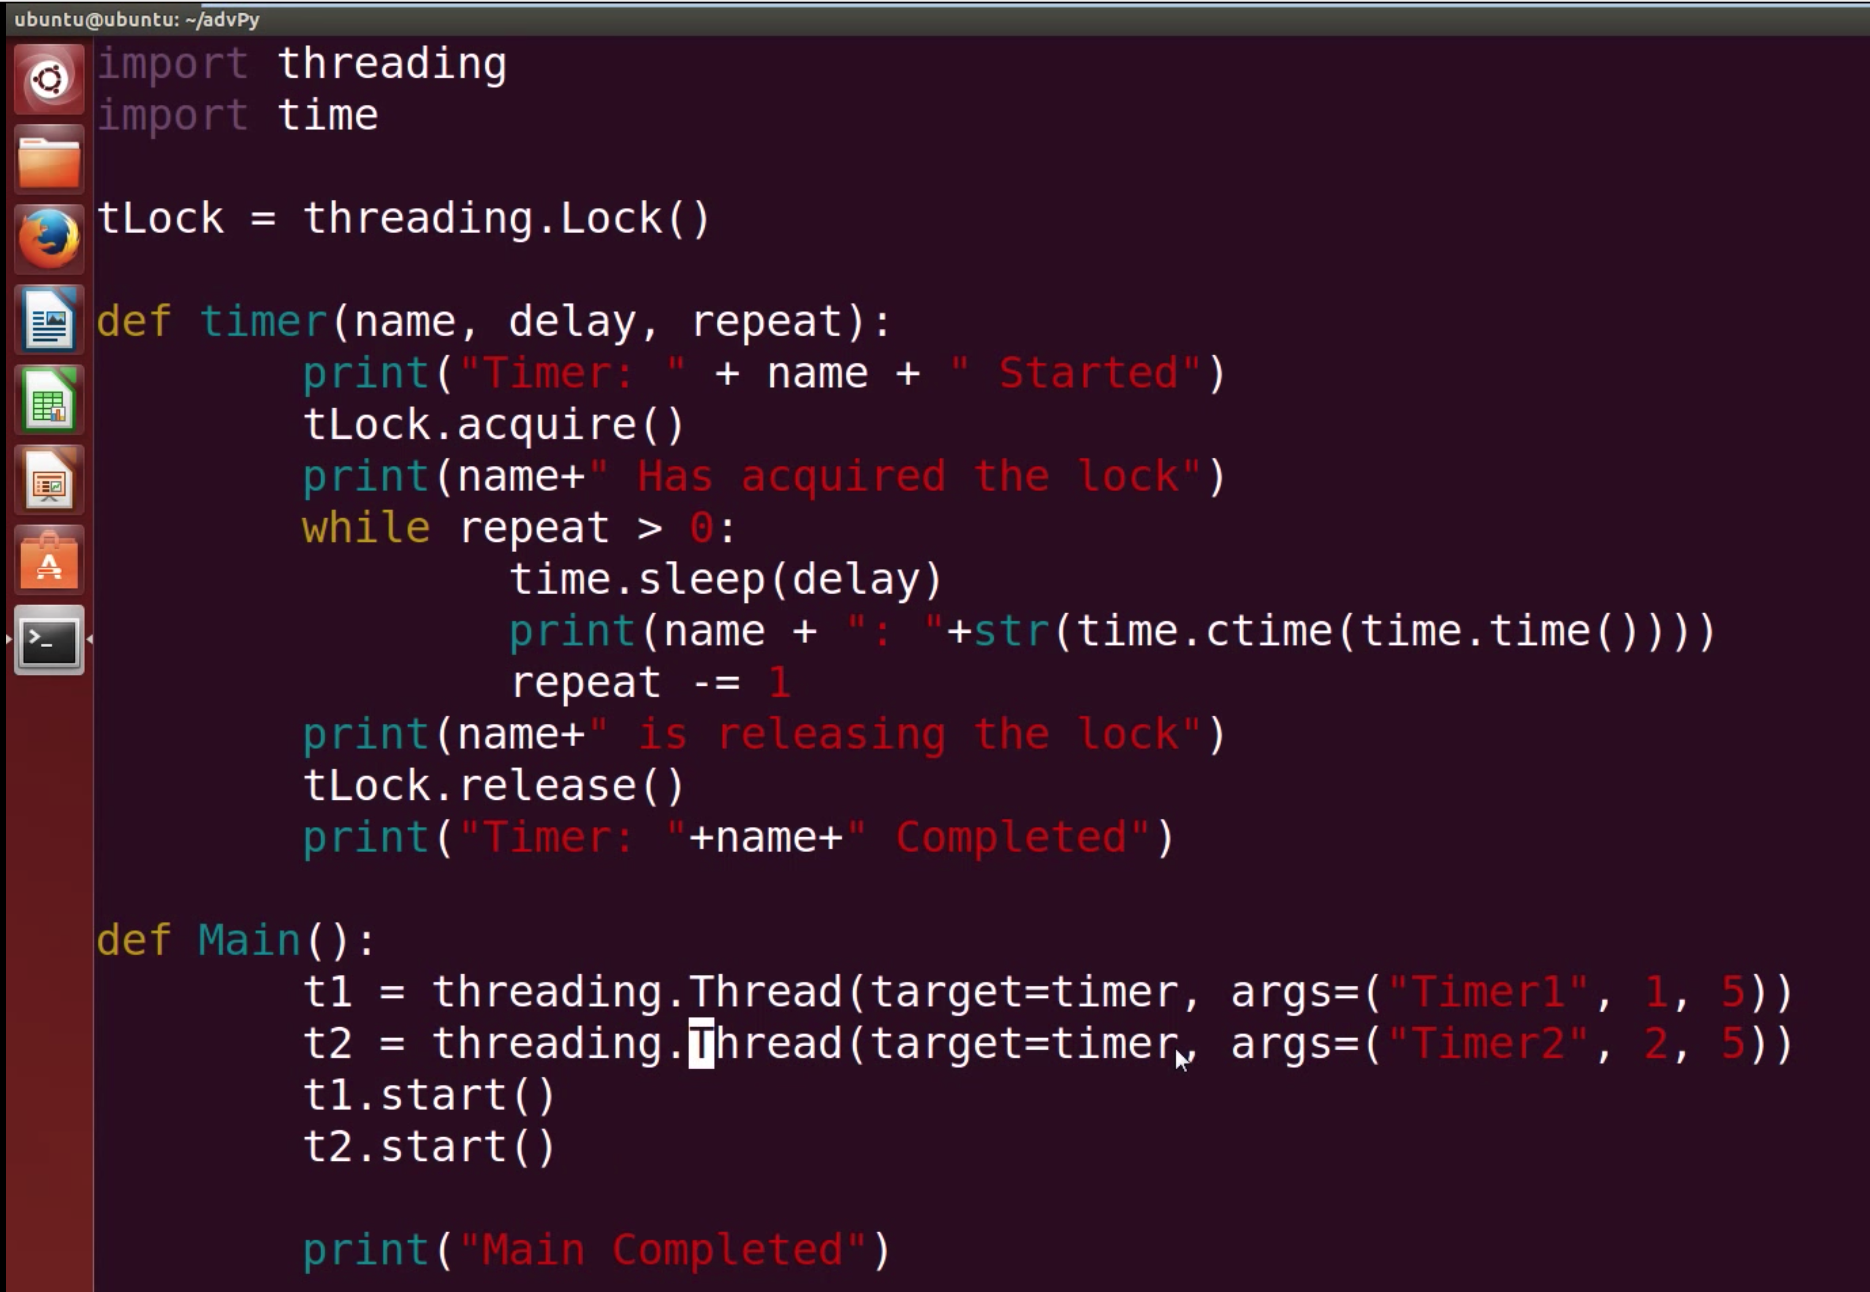 ubuntu@ubuntu: ~/advPy
import threading
import time
tLock = threading.Lock()
def timer(name, delay, repeat):
        print("Timer: " + name + " Started")
        tLock.acquire()
        print(name+" Has acquired the lock")
        while repeat > 0:
                time.sleep(delay)
                print(name + ": "+str(time.ctime(time.time())))
                repeat -= 1
        print(name+" is releasing the lock")
        tLock.release()
        print("Timer: "+name+" Completed")
def Main():
        t1 = threading.Thread(target=timer, args=("Timer1", 1, 5))
        t2 = threading.Thread(target=timer, args=("Timer2", 2, 5))
        t1.start()
        t2.start()
        print("Main Completed")